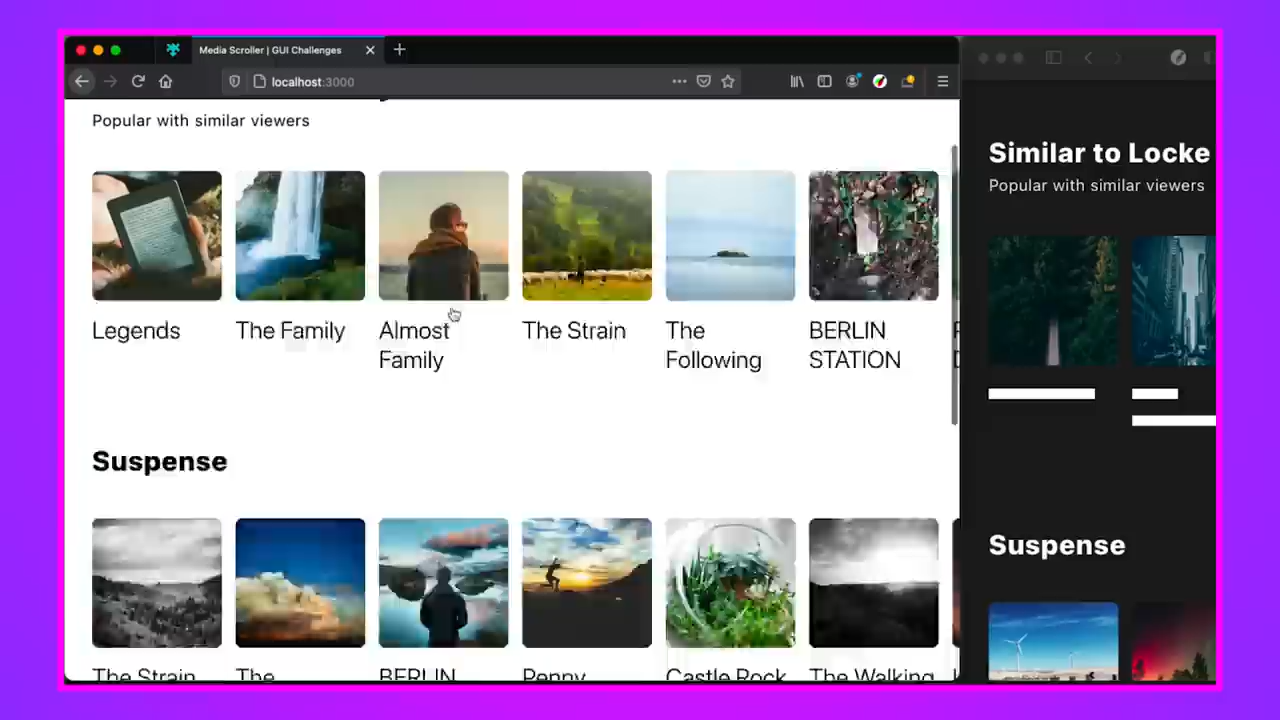 Media Scroller | GUI Challenges
localhost:3000
Popular with similar viewers
Legends
The Family
Almost
Family
The Strain
The
Following
BERLIN
STATION
Suspense
The Strain
The
BERLIN
Penny
Castle Rock
The Walking
Similar to Locke
Popular with similar viewers
Suspense